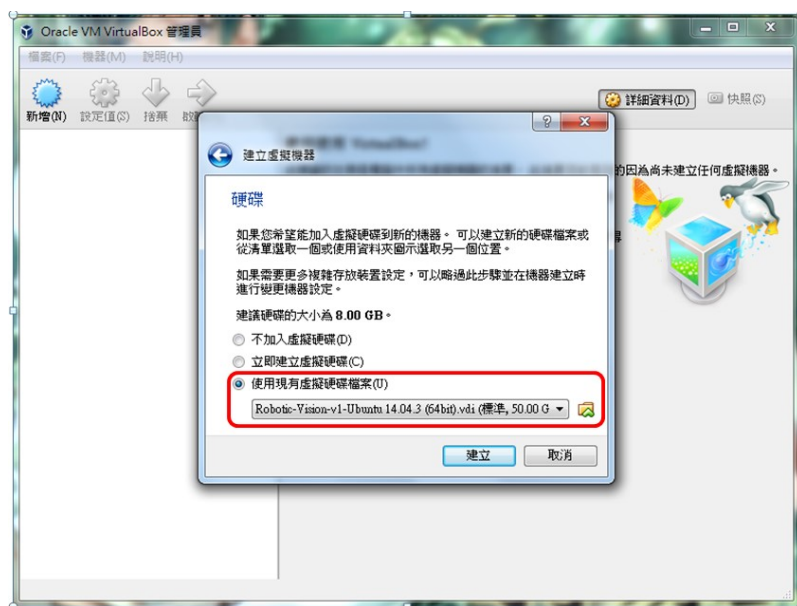 Oracle VM VirtualBox 管理員
檔案(F) 機器(M) 說明(H)
新增(N) 設定值(S) 捨棄
詳細資料(D) 快照(S)
建立虛擬機器
的因為尚未建立任何虛擬機器。
硬碟
如果您希望能加入虛擬硬碟到新的機器。可以建立新的硬碟檔案或
從清單選取一個或使用資料夾圖示選取另一個位置。
如果需要更多複雜存放裝置設定，可以略過此步驟並在機器建立時
進行變更機器設定。
建議硬碟的大小為 8.00 GB。
不加入虛擬硬碟(D)
立即建立虛擬硬碟(C)
使用現有虛擬硬碟檔案(U)
Robotic-Vision-v1-Ubuntu 14.04.3 (64bit).vdi (標準, 50.00 G
建立 取消